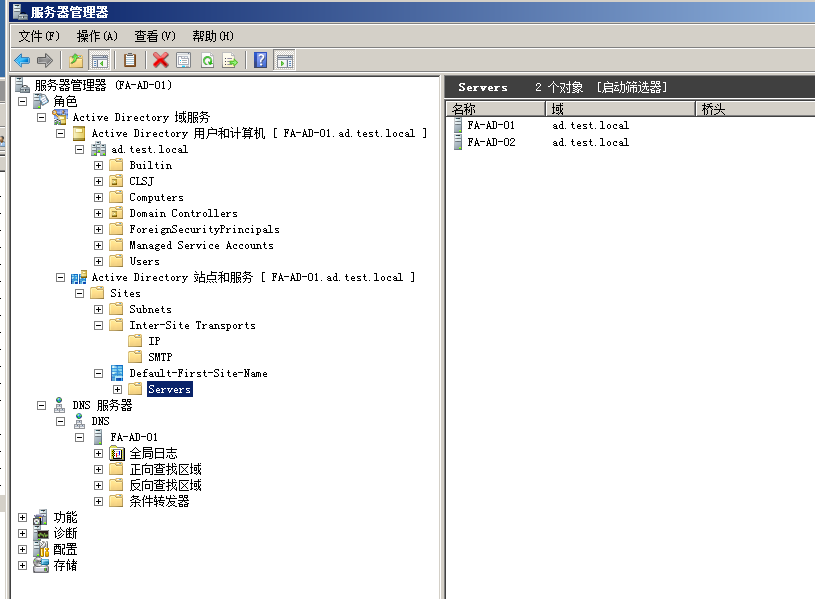 服务器管理器
文件(F) 操作(A) 查看(V) 帮助(H)
服务器管理器 (FA-AD-01)
角色
Active Directory 域服务
Active Directory 用户和计算机 [ FA-AD-01.ad.test.local ]
ad.test.local
Builtin
CLSJ
Computers
Domain Controllers
ForeignSecurityPrincipals
Managed Service Accounts
Users
Active Directory 站点和服务 [ FA-AD-01.ad.test.local ]
Sites
Subnets
Inter-Site Transports
IP
SMTP
Default-First-Site-Name
Servers
DNS 服务器
DNS
FA-AD-01
全局日志
正向查找区域
反向查找区域
条件转发器
功能
诊断
配置
存储
Servers 2 个对象 [启动筛选器]
名称 域 桥头
FA-AD-01 ad.test.local
FA-AD-02 ad.test.local